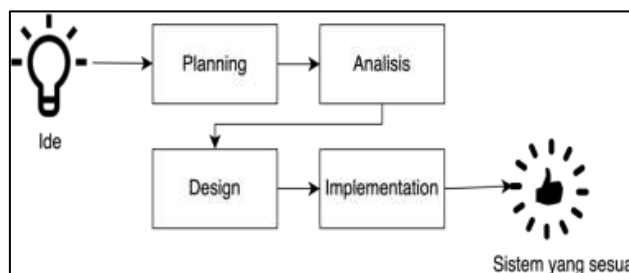 Ide
Planning
Analisis
Design
Implementation
Sistem yang sesua